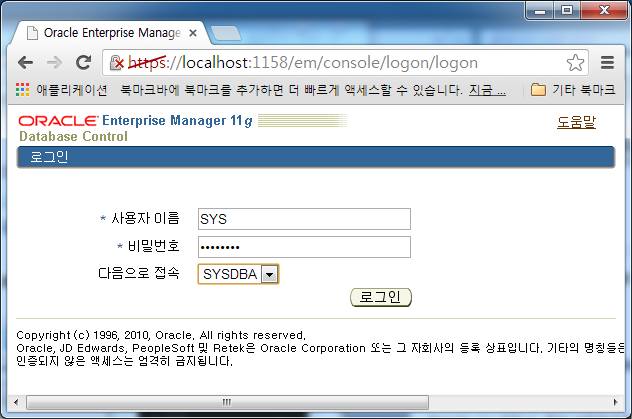 Oracle Enterprise Manage
https://localhost:1158/em/console/logon/logon
애플리케이션 북마크바에 북마크를 추가하면 더 빠르게 액세스할 수 있습니다. 지금 ... 기타 북마크
ORACLE Enterprise Manager 11g
Database Control
도움말
로그인
* 사용자 이름 SYS
* 비밀번호 ••••••••
다음으로 접속 SYSDBA
로그인
Copyright (c) 1996, 2010, Oracle. All rights reserved.
Oracle, JD Edwards, PeopleSoft 및 Retek은 Oracle Corporation 또는 그 자회사의 등록 상표입니다. 기타의 명칭들은
인증되지 않은 액세스는 엄격히 금지됩니다.